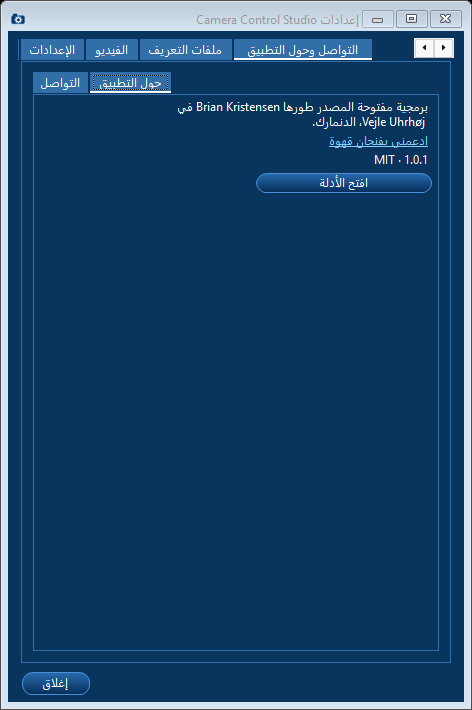 إعدادات Camera Control Studio
الإعدادات
الفيديو
ملفات التعريف
التواصل وحول التطبيق
التواصل
حول التطبيق
برمجية مفتوحة المصدر طورها Brian Kristensen في
Vejle Uhrhøj، الدنمارك.
ادعمني بفنجان قهوة
MIT · 1.0.1
افتح الأدلة
إغلاق